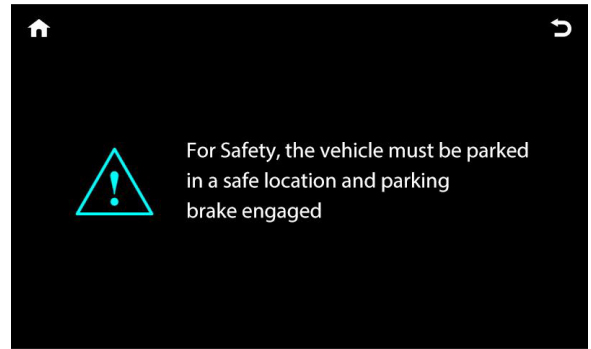 For Safety, the vehicle must be parked
in a safe location and parking
brake engaged